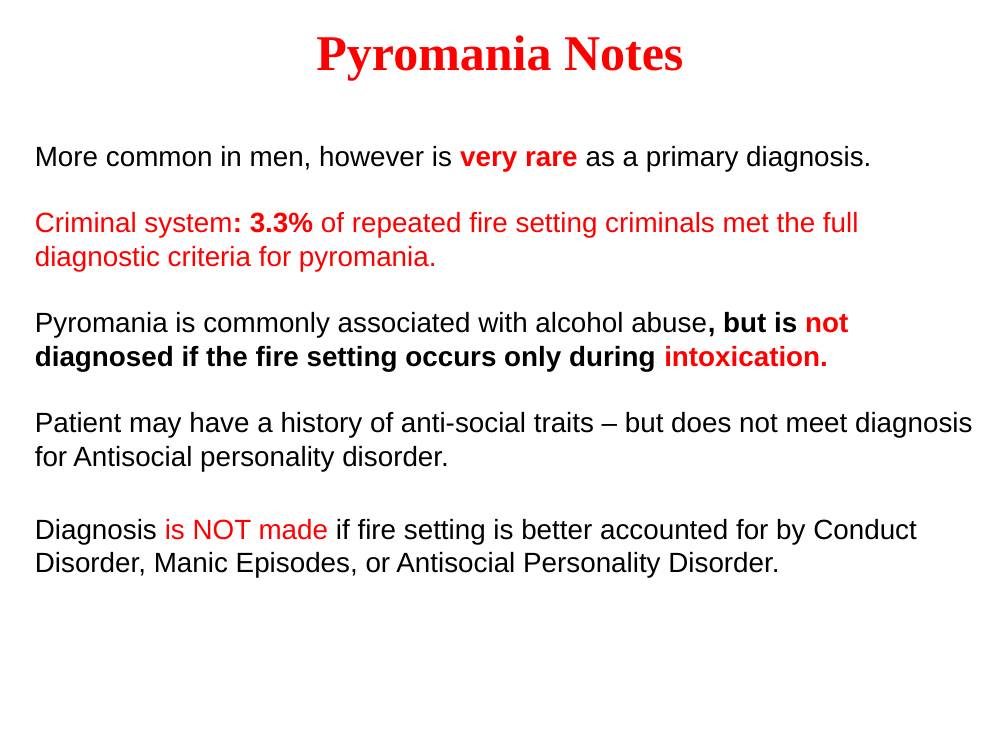 Pyromania Notes
More common in men, however is very rare as a primary diagnosis.
Criminal system: 3.3% of repeated fire setting criminals met the full
diagnostic criteria for pyromania.
Pyromania is commonly associated with alcohol abuse, but is not
diagnosed if the fire setting occurs only during intoxication.
Patient may have a history of anti-social traits – but does not meet diagnosis
for Antisocial personality disorder.
Diagnosis is NOT made if fire setting is better accounted for by Conduct
Disorder, Manic Episodes, or Antisocial Personality Disorder.